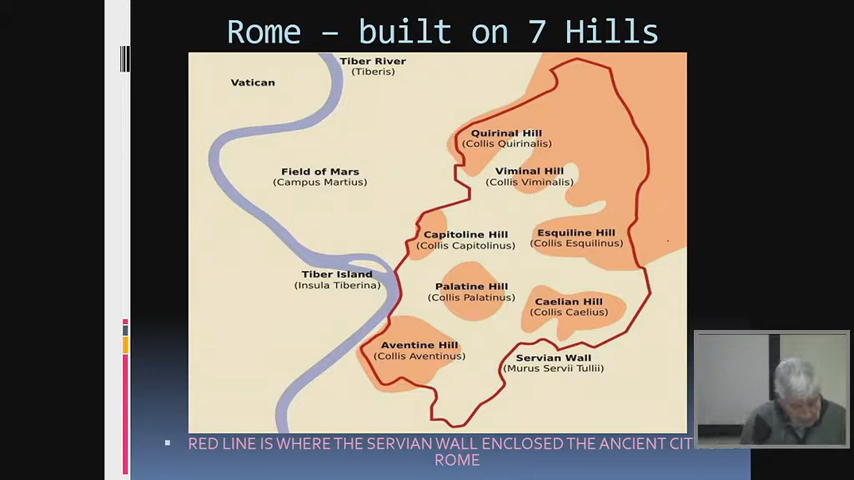 Rome – built on 7 Hills
Tiber River
(Tiberis)
Vatican
Quirinal Hill
(Collis Quirinalis)
Field of Mars
(Campus Martius)
Viminal Hill
(Collis Viminalis)
Capitoline Hill
(Collis Capitolinus)
Esquiline Hill
(Collis Esquilinus)
Tiber Island
(Insula Tiberina)
Palatine Hill
(Collis Palatinus)
Caelian Hill
(Collis Caelius)
Aventine Hill
(Collis Aventinus)
Servian Wall
(Murus Servii Tullii)
RED LINE IS WHERE THE SERVIAN WALL ENCLOSED THE ANCIENT
ROME